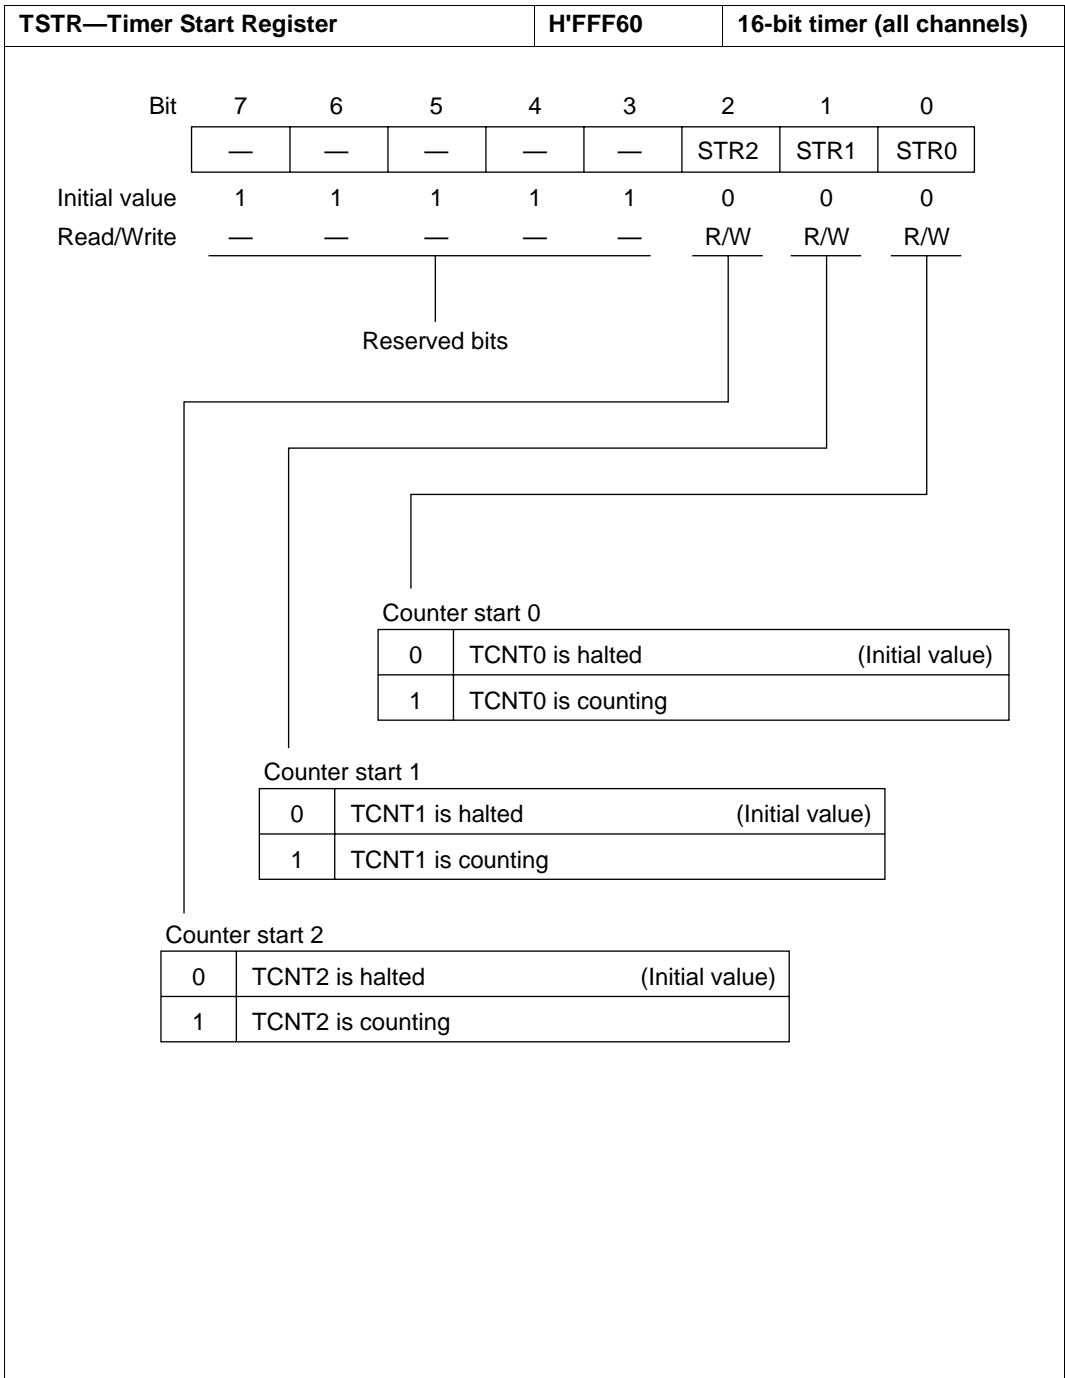 TSTR—Timer Start Register H'FFF60 16-bit timer (all channels)
Bit 7 6 5 4 3 2 1 0
— — — — — STR2 STR1 STR0
Initial value 1 1 1 1 1 0 0 0
Read/Write — — — — — R/W R/W R/W
Reserved bits
Counter start 0
0 TCNT0 is halted (Initial value)
1 TCNT0 is counting
Counter start 1
0 TCNT1 is halted (Initial value)
1 TCNT1 is counting
Counter start 2
0 TCNT2 is halted (Initial value)
1 TCNT2 is counting